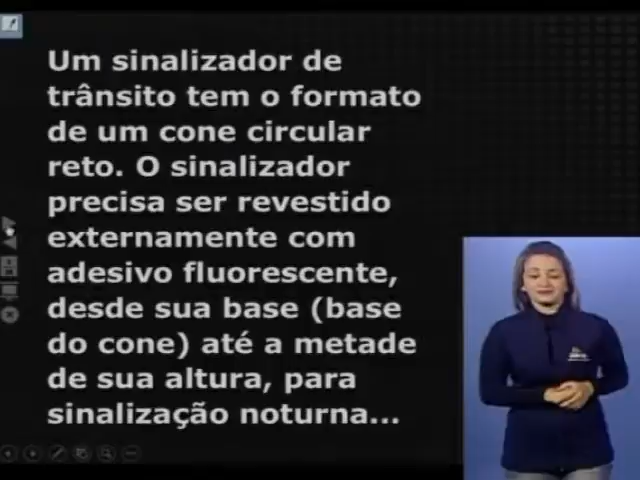 Um sinalizador de
trânsito tem o formato
de um cone circular
reto. O sinalizador
precisa ser revestido
externamente com
adesivo fluorescente,
desde sua base (base
do cone) até a metade
de sua altura, para
sinalização noturna...